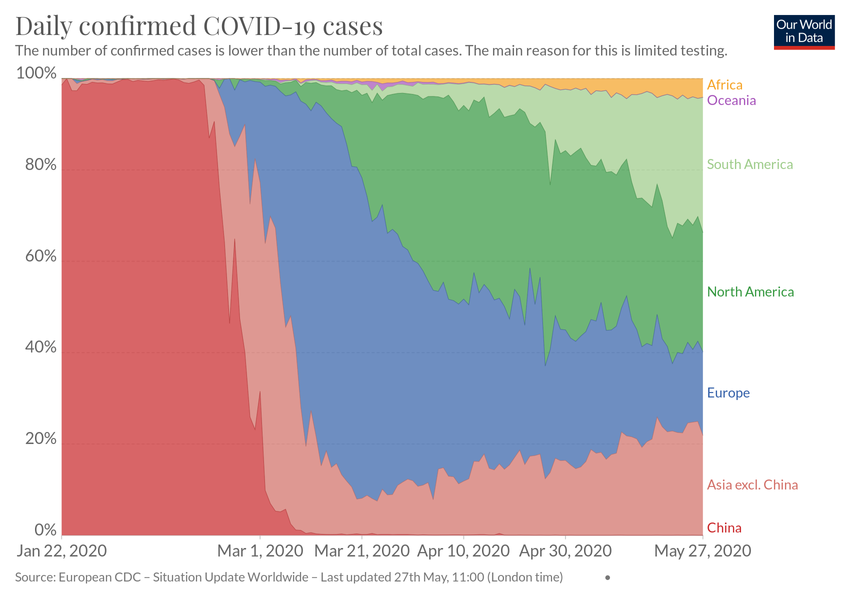 Daily confirmed COVID-19 cases
Our World
in Data
The number of confirmed cases is lower than the number of total cases. The main reason for this is limited testing.
100%
80%
60%
40%
20%
0%
Africa
Oceania
South America
North America
Europe
Asia excl. China
China
Jan 22, 2020
Mar 1, 2020
Mar 21, 2020
Apr 10, 2020
Apr 30, 2020
May 27, 2020
Source: European CDC – Situation Update Worldwide – Last updated 27th May, 11:00 (London time)